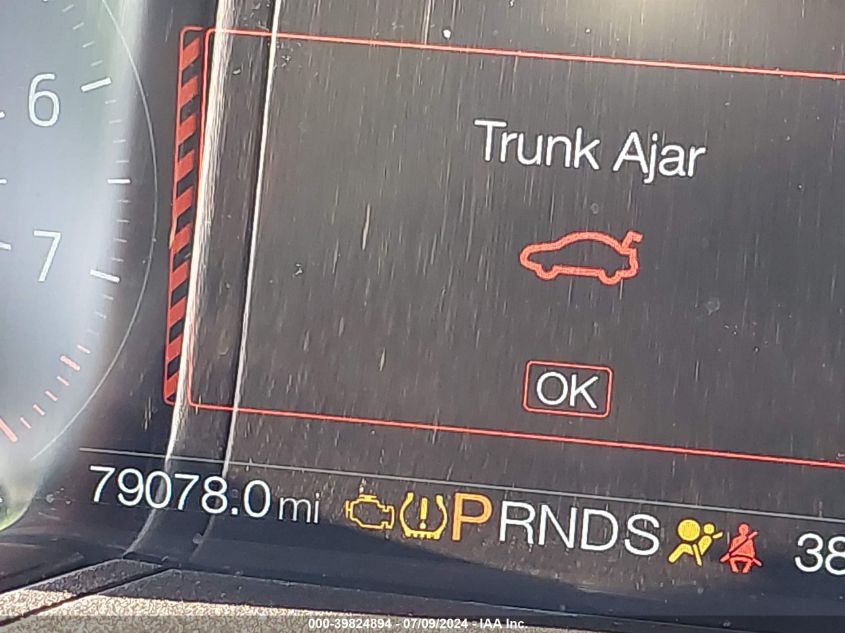 6
Trunk Ajar
7
OK
79078.0 mi PRNDS 38
000-39824894 - 07/09/2024 - IAA Inc.